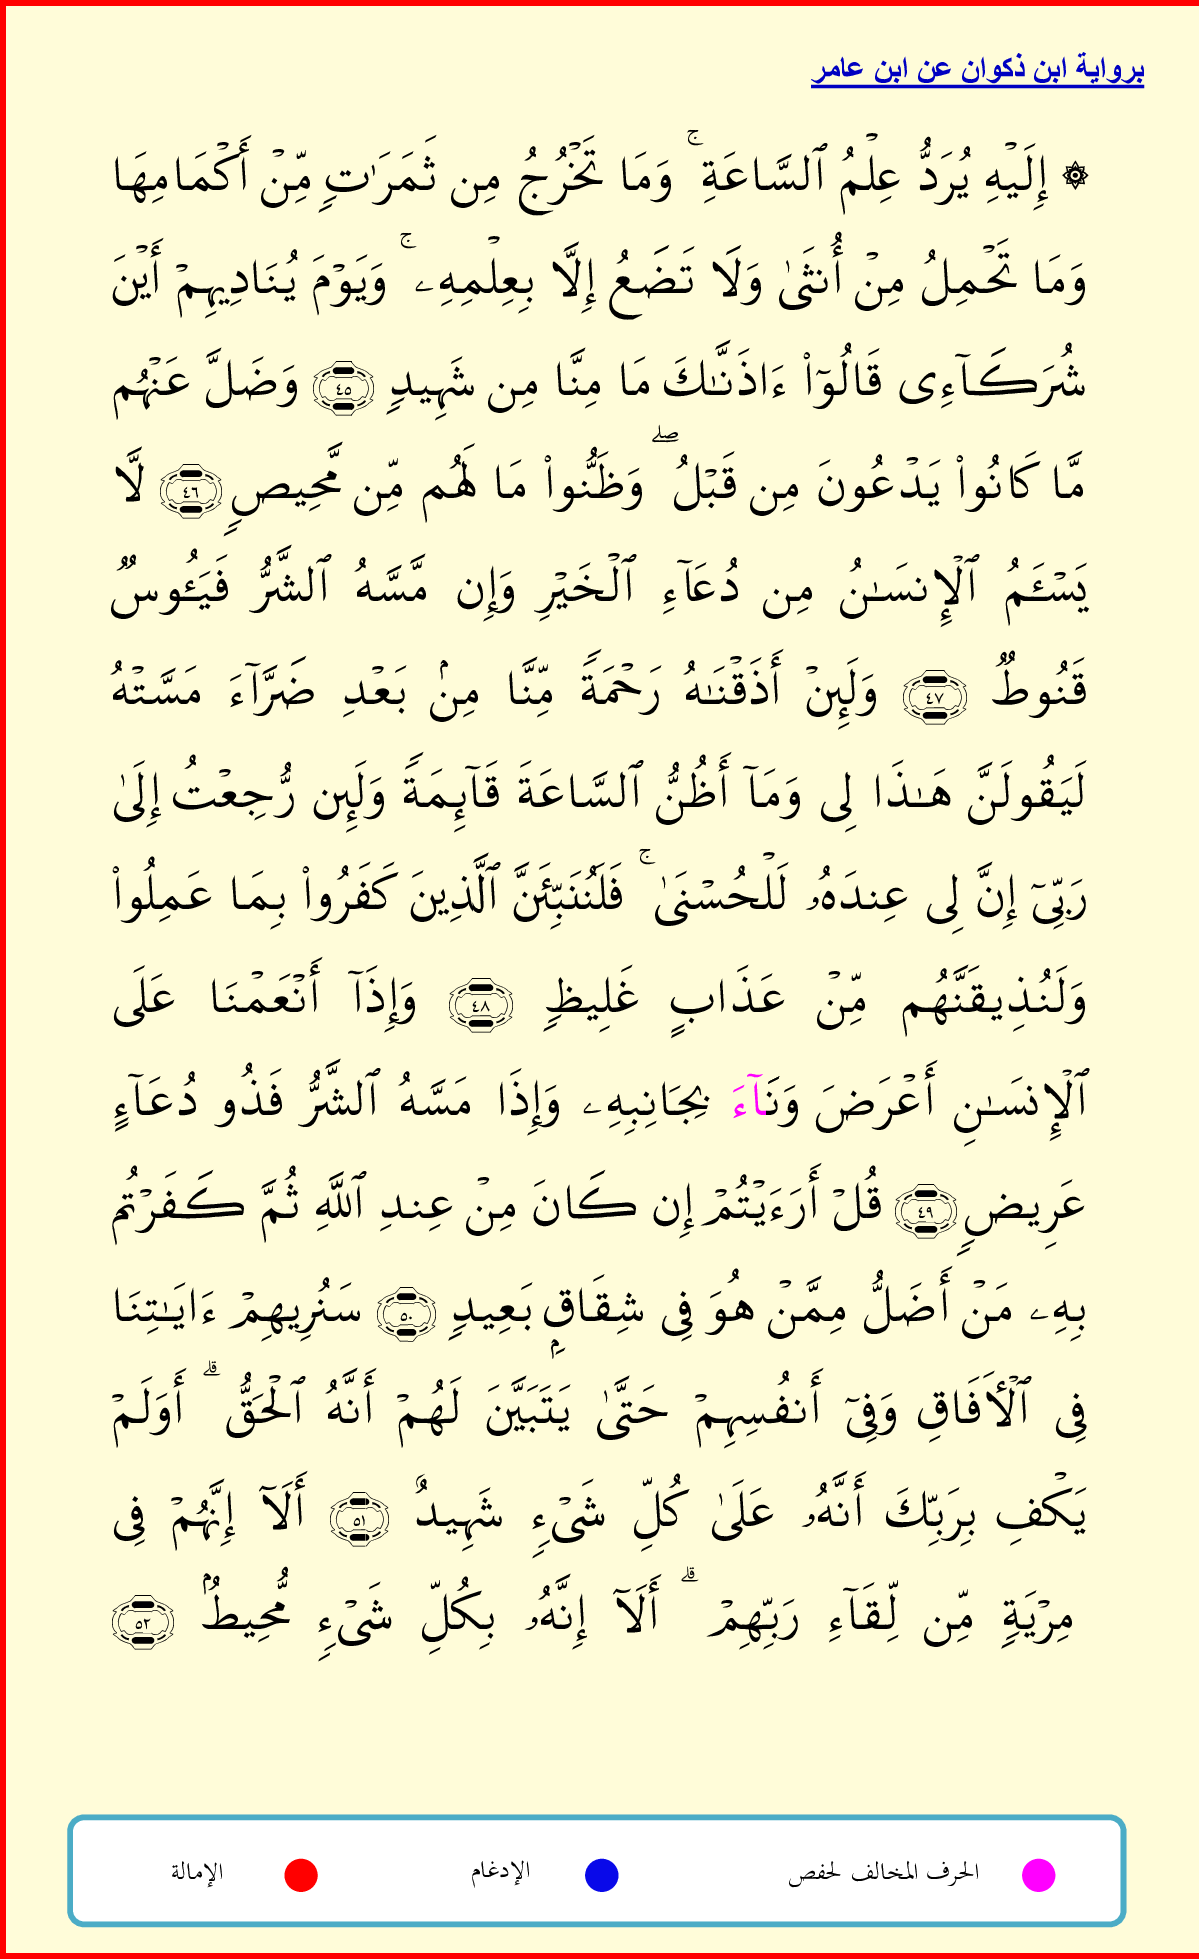 برواية ابن ذكوان عن ابن عامر
۞ إِلَيۡهِ يُرَدُّ عِلۡمُ ٱلسَّاعَةِۚ وَمَا تَخۡرُجُ مِن ثَمَرَٰتٍ مِّنۡ أَكۡمَامِهَا
وَمَا تَحۡمِلُ مِنۡ أُنثَىٰ وَلَا تَضَعُ إِلَّا بِعِلۡمِهِۦۚ وَيَوۡمَ يُنَادِيهِمۡ أَيۡنَ
شُرَكَآءِى قَالُوٓاْ ءَاذَنَّـٰكَ مَا مِنَّا مِن شَهِيدٍ ٤٥ وَضَلَّ عَنۡهُم
مَّا كَانُواْ يَدۡعُونَ مِن قَبۡلُۖ وَظَنُّواْ مَا لَهُم مِّن مَّحِيصٍ ٤٦ لَّا
يَسۡـَٔمُ ٱلۡإِنسَـٰنُ مِن دُعَآءِ ٱلۡخَيۡرِ وَإِن مَّسَّهُ ٱلشَّرُّ فَيَـُٔوسٌ
قَنُوطٌ ٤٧ وَلَئِنۡ أَذَقۡنَـٰهُ رَحۡمَةً مِّنَّا مِنۢ بَعۡدِ ضَرَّآءَ مَسَّتۡهُ
لَيَقُولَنَّ هَـٰذَا لِى وَمَآ أَظُنُّ ٱلسَّاعَةَ قَآئِمَةً وَلَئِن رُّجِعۡتُ إِلَىٰ
رَبِّىٓ إِنَّ لِى عِندَهُۥ لَلۡحُسۡنَىٰۚ فَلَنُنَبِّئَنَّ ٱلَّذِينَ كَفَرُواْ بِمَا عَمِلُواْ
وَلَنُذِيقَنَّهُم مِّنۡ عَذَابٍ غَلِيظٍ ٤٨ وَإِذَآ أَنۡعَمۡنَا عَلَى
ٱلۡإِنسَـٰنِ أَعۡرَضَ وَنَآءَ بِجَانِبِهِۦ وَإِذَا مَسَّهُ ٱلشَّرُّ فَذُو دُعَآءٍ
عَرِيضٍ ٤٩ قُلۡ أَرَءَيۡتُمۡ إِن كَانَ مِنۡ عِندِ ٱللَّهِ ثُمَّ كَفَرۡتُم
بِهِۦ مَنۡ أَضَلُّ مِمَّنۡ هُوَ فِى شِقَاقِۭ بَعِيدٍ ٥٠ سَنُرِيهِمۡ ءَايَـٰتِنَا
فِى ٱلۡأٓفَاقِ وَفِىٓ أَنفُسِهِمۡ حَتَّىٰ يَتَبَيَّنَ لَهُمۡ أَنَّهُ ٱلۡحَقُّۗ أَوَلَمۡ
يَكۡفِ بِرَبِّكَ أَنَّهُۥ عَلَىٰ كُلِّ شَىۡءٍ شَهِيدٌ ٥١ أَلَآ إِنَّهُمۡ فِى
مِرۡيَةٍ مِّن لِّقَآءِ رَبِّهِمۡۗ أَلَآ إِنَّهُۥ بِكُلِّ شَىۡءٍ مُّحِيطٌۢ ٥٢
الحرف المخالف لحفص الإدغام الإمالة